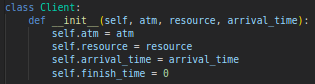 class Client:
    def __init__(self, atm, resource, arrival_time):
        self.atm = atm
        self.resource = resource
        self.arrival_time = arrival_time
        self.finish_time = 0